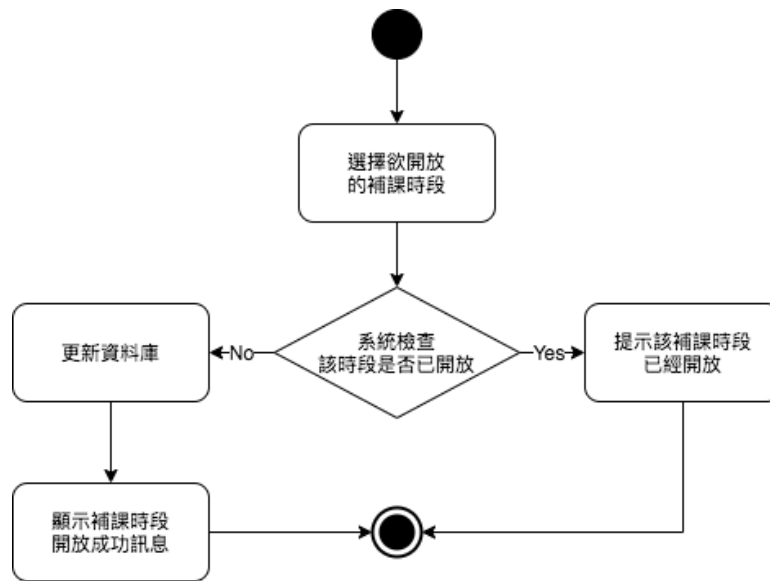 選擇欲開放
的補課時段
系統檢查
該時段是否已開放
No
Yes
更新資料庫
提示該補課時段
已經開放
顯示補課時段
開放成功訊息